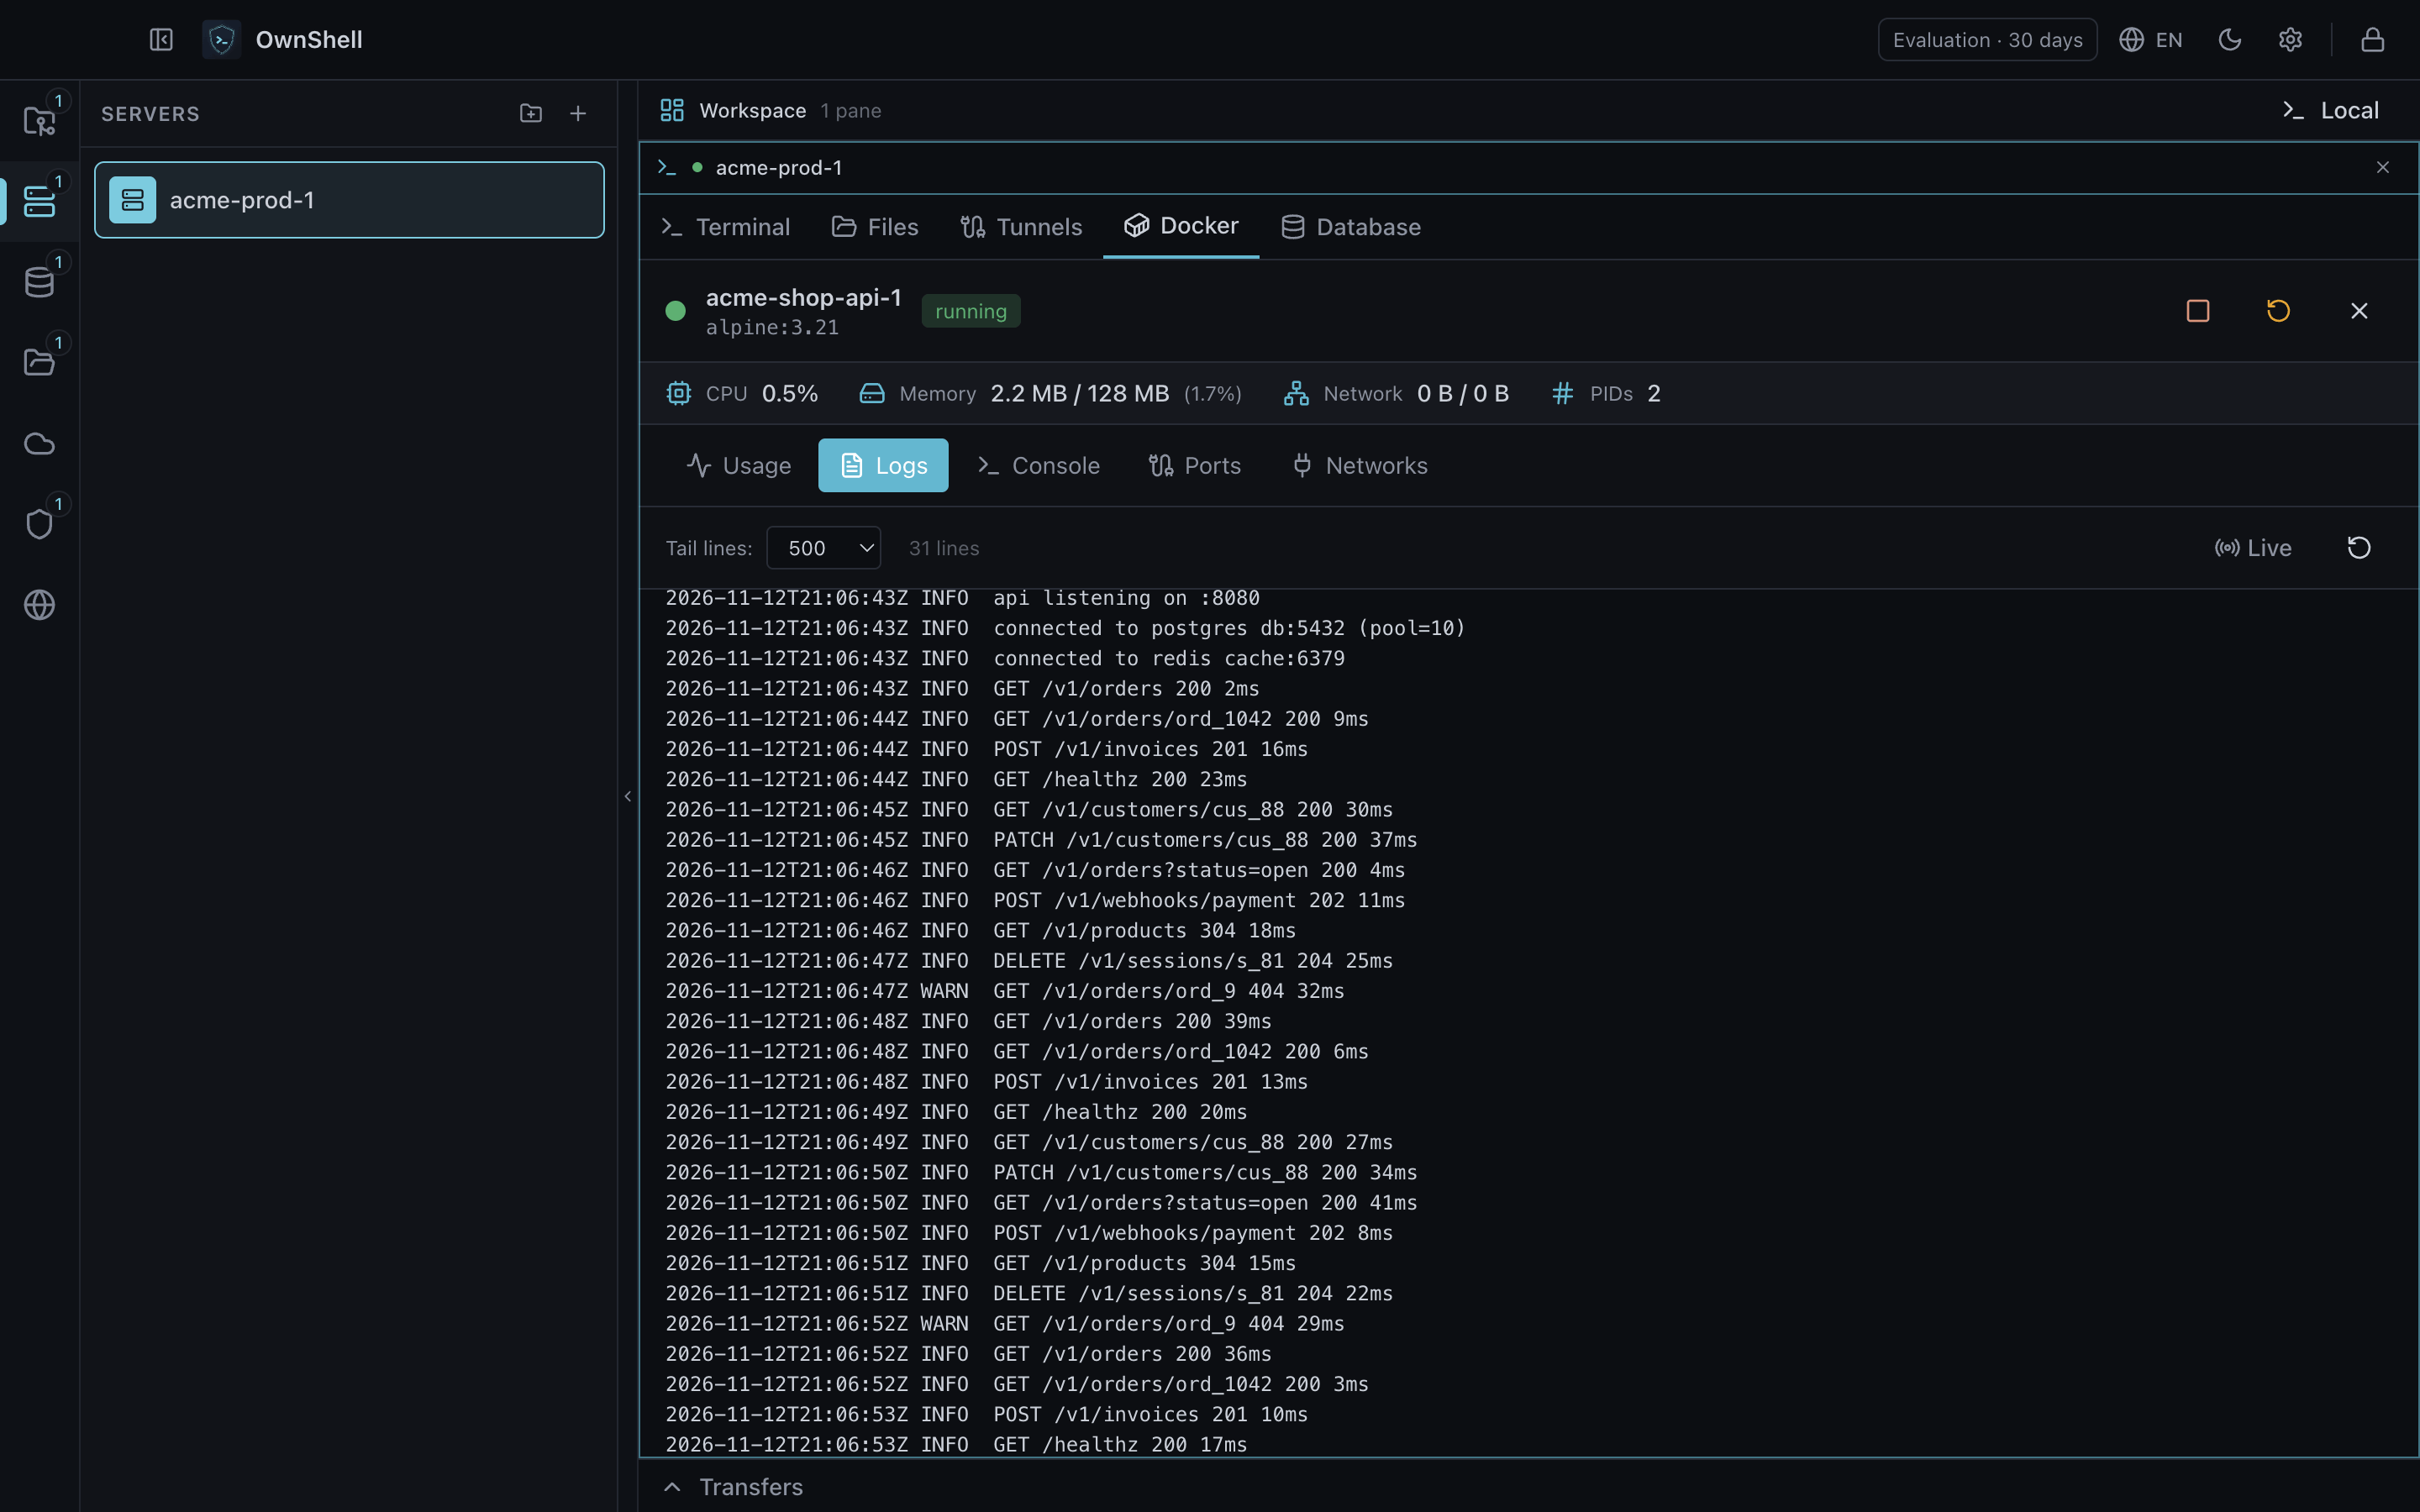 OwnShell
Evaluation · 30 days
EN
1
1
1
1
1
SERVERS
acme-prod-1
Workspace 1 pane
Local
acme-prod-1
Terminal Files Tunnels Docker Database
acme-shop-api-1
alpine:3.21
running
CPU 0.5% Memory 2.2 MB / 128 MB (1.7%) Network 0 B / 0 B PIDs 2
Usage Logs Console Ports Networks
Tail lines: 500 31 lines
Live
2026-11-12T21:06:43Z INFO  api listening on :8080
2026-11-12T21:06:43Z INFO  connected to postgres db:5432 (pool=10)
2026-11-12T21:06:43Z INFO  connected to redis cache:6379
2026-11-12T21:06:43Z INFO  GET /v1/orders 200 2ms
2026-11-12T21:06:44Z INFO  GET /v1/orders/ord_1042 200 9ms
2026-11-12T21:06:44Z INFO  POST /v1/invoices 201 16ms
2026-11-12T21:06:44Z INFO  GET /healthz 200 23ms
2026-11-12T21:06:45Z INFO  GET /v1/customers/cus_88 200 30ms
2026-11-12T21:06:45Z INFO  PATCH /v1/customers/cus_88 200 37ms
2026-11-12T21:06:46Z INFO  GET /v1/orders?status=open 200 4ms
2026-11-12T21:06:46Z INFO  POST /v1/webhooks/payment 202 11ms
2026-11-12T21:06:46Z INFO  GET /v1/products 304 18ms
2026-11-12T21:06:47Z INFO  DELETE /v1/sessions/s_81 204 25ms
2026-11-12T21:06:47Z WARN  GET /v1/orders/ord_9 404 32ms
2026-11-12T21:06:48Z INFO  GET /v1/orders 200 39ms
2026-11-12T21:06:48Z INFO  GET /v1/orders/ord_1042 200 6ms
2026-11-12T21:06:48Z INFO  POST /v1/invoices 201 13ms
2026-11-12T21:06:49Z INFO  GET /healthz 200 20ms
2026-11-12T21:06:49Z INFO  GET /v1/customers/cus_88 200 27ms
2026-11-12T21:06:50Z INFO  PATCH /v1/customers/cus_88 200 34ms
2026-11-12T21:06:50Z INFO  GET /v1/orders?status=open 200 41ms
2026-11-12T21:06:50Z INFO  POST /v1/webhooks/payment 202 8ms
2026-11-12T21:06:51Z INFO  GET /v1/products 304 15ms
2026-11-12T21:06:51Z INFO  DELETE /v1/sessions/s_81 204 22ms
2026-11-12T21:06:52Z WARN  GET /v1/orders/ord_9 404 29ms
2026-11-12T21:06:52Z INFO  GET /v1/orders 200 36ms
2026-11-12T21:06:52Z INFO  GET /v1/orders/ord_1042 200 3ms
2026-11-12T21:06:53Z INFO  POST /v1/invoices 201 10ms
2026-11-12T21:06:53Z INFO  GET /healthz 200 17ms
Transfers